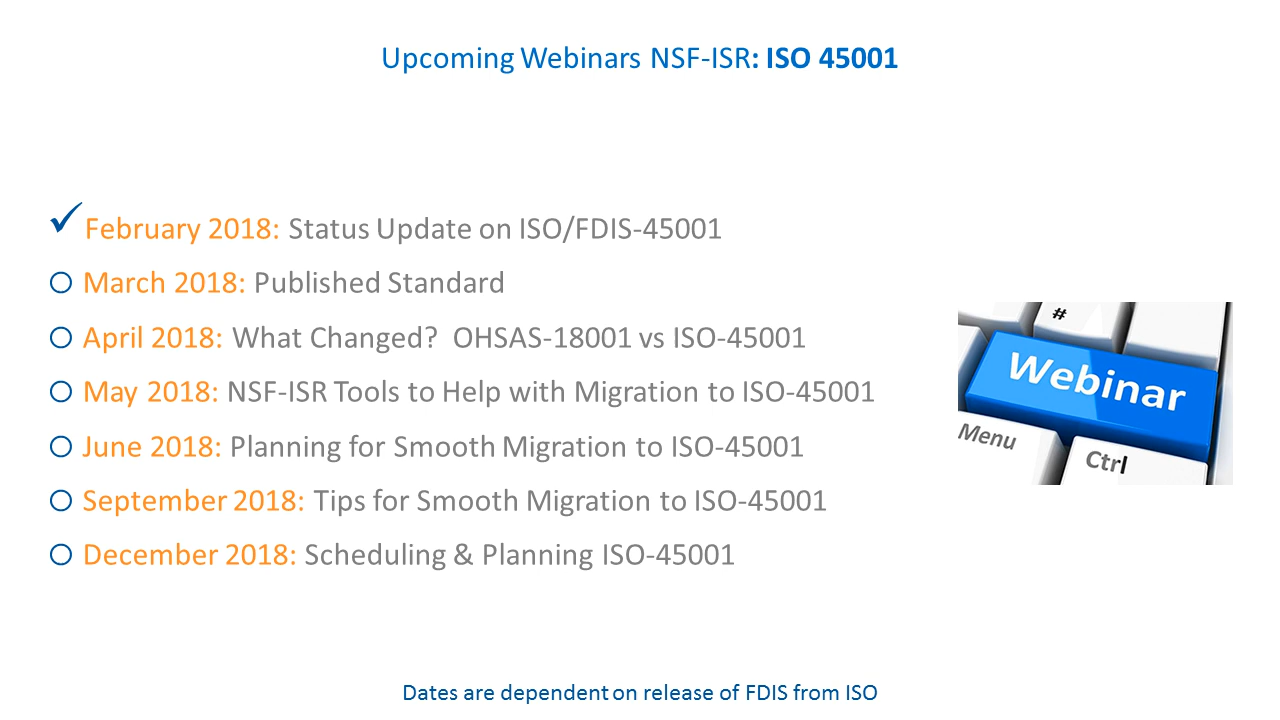 Upcoming Webinars NSF-ISR: ISO 45001
February 2018: Status Update on ISO/FDIS-45001
March 2018: Published Standard
April 2018: What Changed?  OHSAS-18001 vs ISO-45001
May 2018: NSF-ISR Tools to Help with Migration to ISO-45001
June 2018: Planning for Smooth Migration to ISO-45001
September 2018: Tips for Smooth Migration to ISO-45001
December 2018: Scheduling & Planning ISO-45001
#
Webinar
Menu
Ctrl
Dates are dependent on release of FDIS from ISO